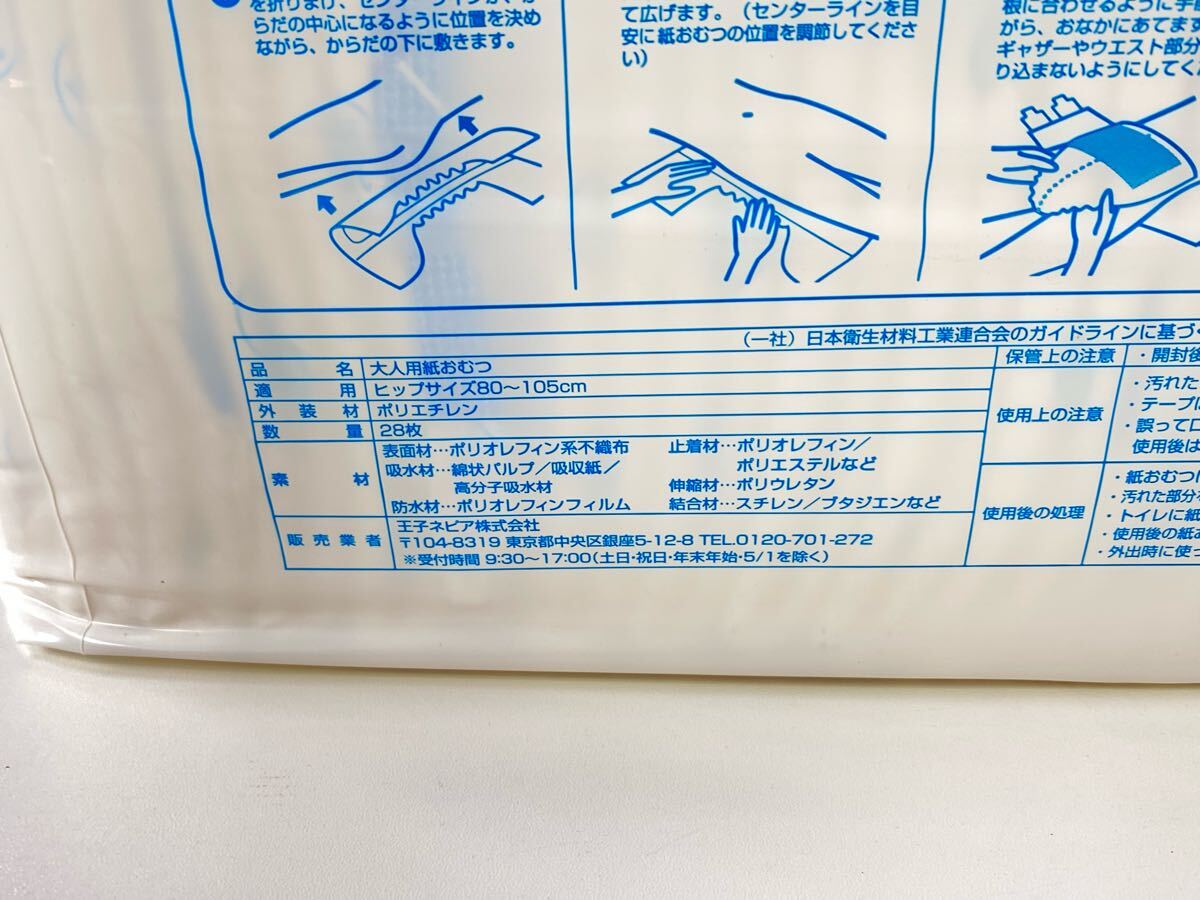 を折りまげ、センターラインが、か
らだの中心になるように位置を決め
ながら、からだの下に敷きます。
て広げます。（センターラインを目
安に紙おむつの位置を調節してくださ
い）
根に合わせるように手前
がら、おなかにあてます
ギャザーやウエスト部分
り込まないようにしてくだ
（一社）日本衛生材料工業連合会のガイドラインに基づく
品名 大人用紙おむつ
適用 ヒップサイズ80～105cm
外装材 ポリエチレン
数量 28枚
素材
表面材…ポリオレフィン系不織布
吸水材…綿状パルプ／吸収紙／
高分子吸水材
防水材…ポリオレフィンフィルム
止着材…ポリオレフィン／
ポリエステルなど
伸縮材…ポリウレタン
結合材…スチレン／ブタジエンなど
販売業者
王子ネピア株式会社
〒104-8319 東京都中央区銀座5-12-8 TEL.0120-701-272
※受付時間 9:30～17:00（土日・祝日・年末年始・5/1を除く）
保管上の注意 ・開封後
使用上の注意
・汚れた
・テープ
・誤って口
使用後は
使用後の処理
・紙おむつ
・汚れた部分
・トイレに紙
・使用後の紙お
・外出時に使っ